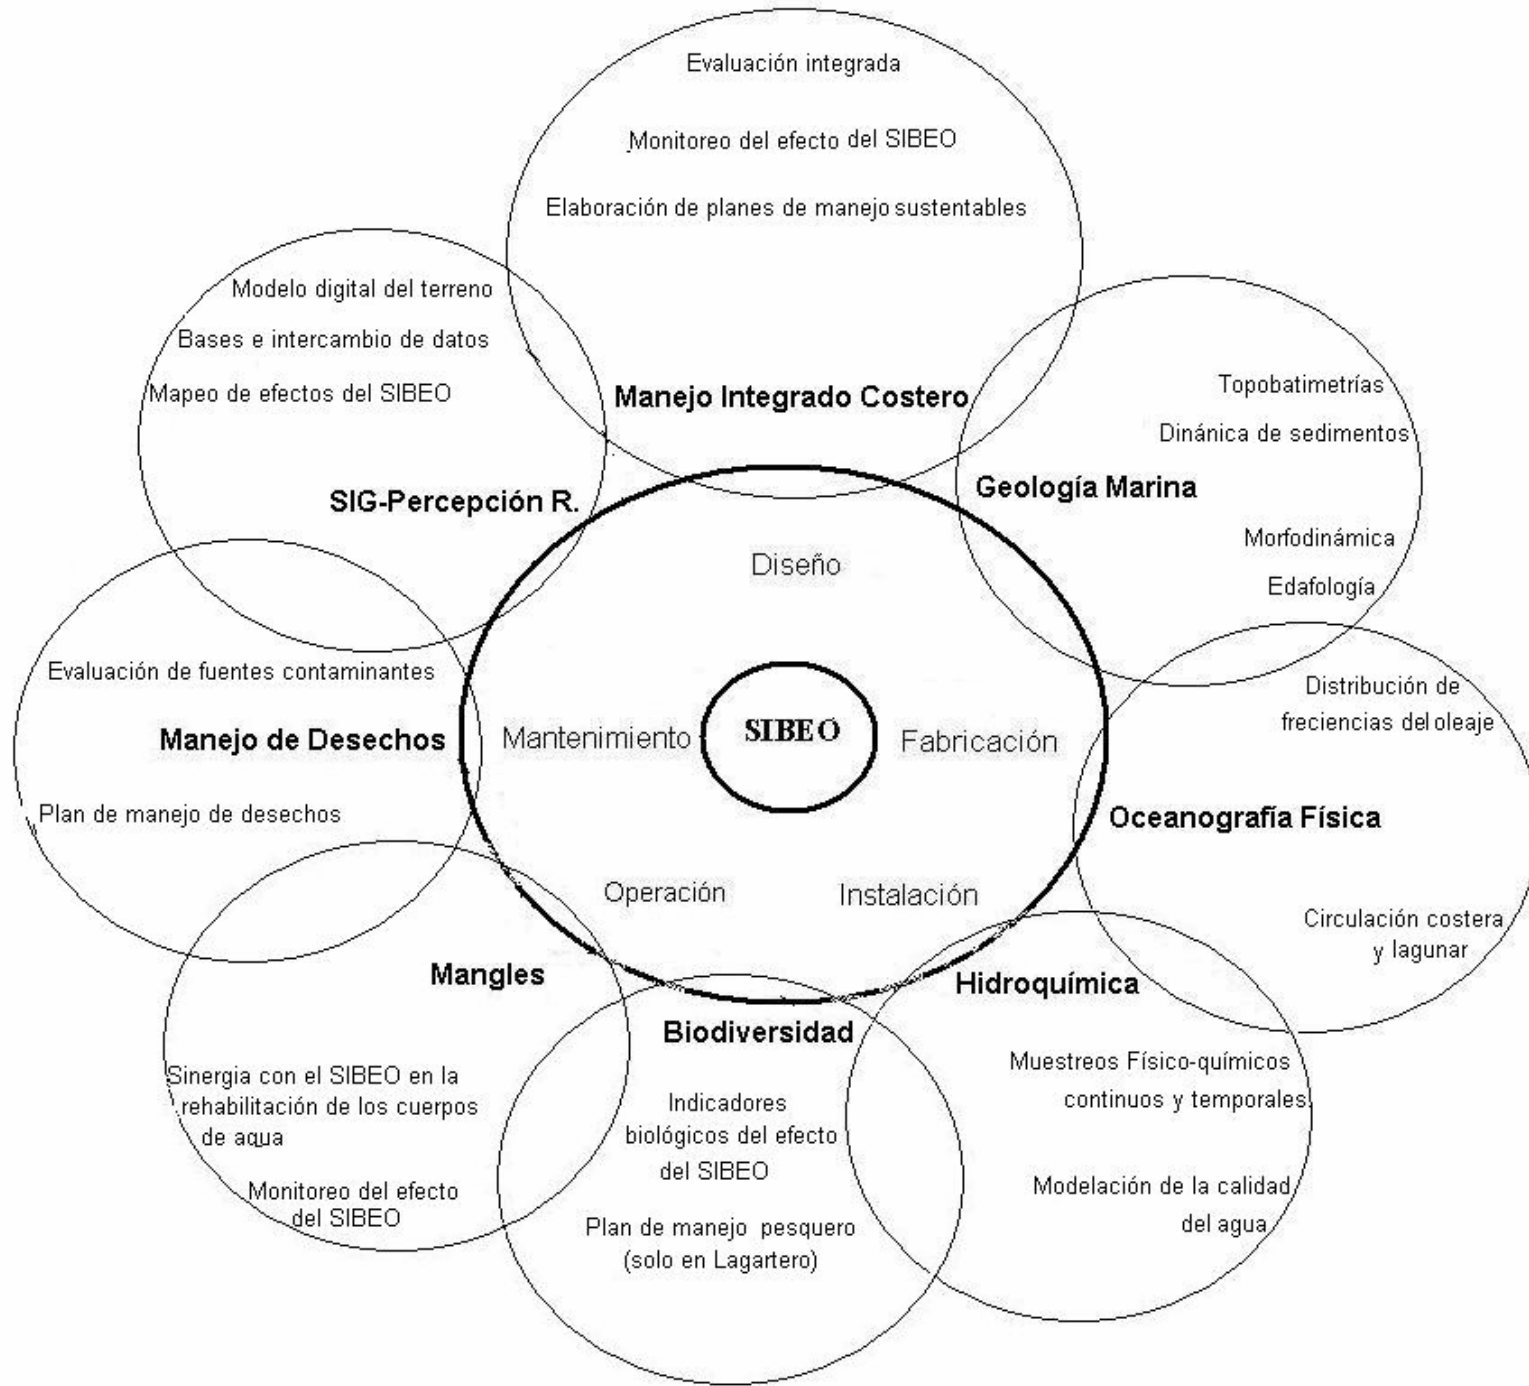 Evaluación integrada
Monitoreo del efecto del SIBEO
Elaboración de planes de manejo sustentables
Manejo Integrado Costero
Modelo digital del terreno
Bases e intercambio de datos
Mapeo de efectos del SIBEO
SIG-Percepción R.
Topobatimetrías
Dinánica de sedimentos
Geología Marina
Morfodinámica
Edafología
Diseño
Mantenimiento
SIBEO
Fabricación
Operación
Instalación
Evaluación de fuentes contaminantes
Manejo de Desechos
Plan de manejo de desechos
Distribución de
freciencias del oleaje
Oceanografía Física
Circulación costera
y lagunar
Mangles
Sinergia con el SIBEO en la
rehabilitación de los cuerpos
de aqua
Monitoreo del efecto
del SIBEO
Biodiversidad
Indicadores
biológicos del efecto
del SIBEO
Plan de manejo pesquero
(solo en Lagartero)
Hidroquímica
Muestreos Físico-químicos
continuos y temporales
Modelación de la calidad
del agua